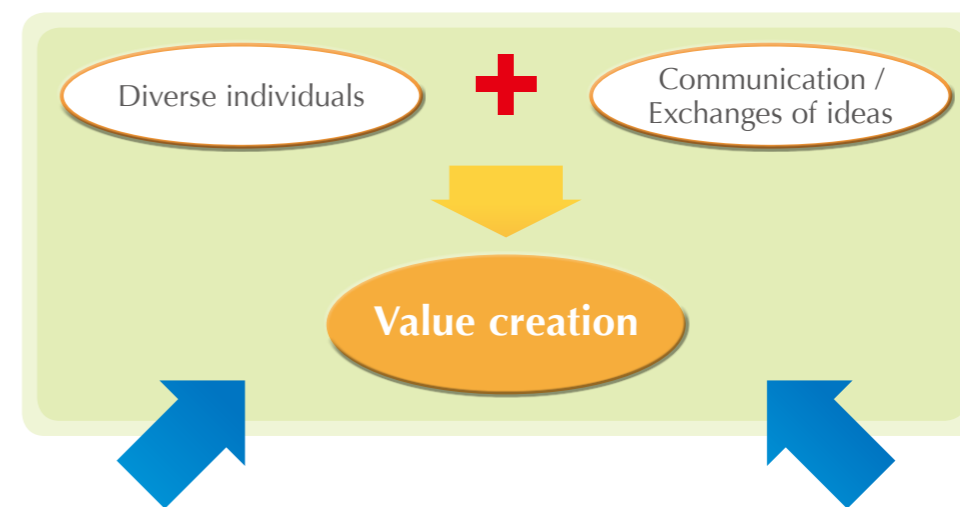 Diverse individuals
Communication /
Exchanges of ideas
Value creation